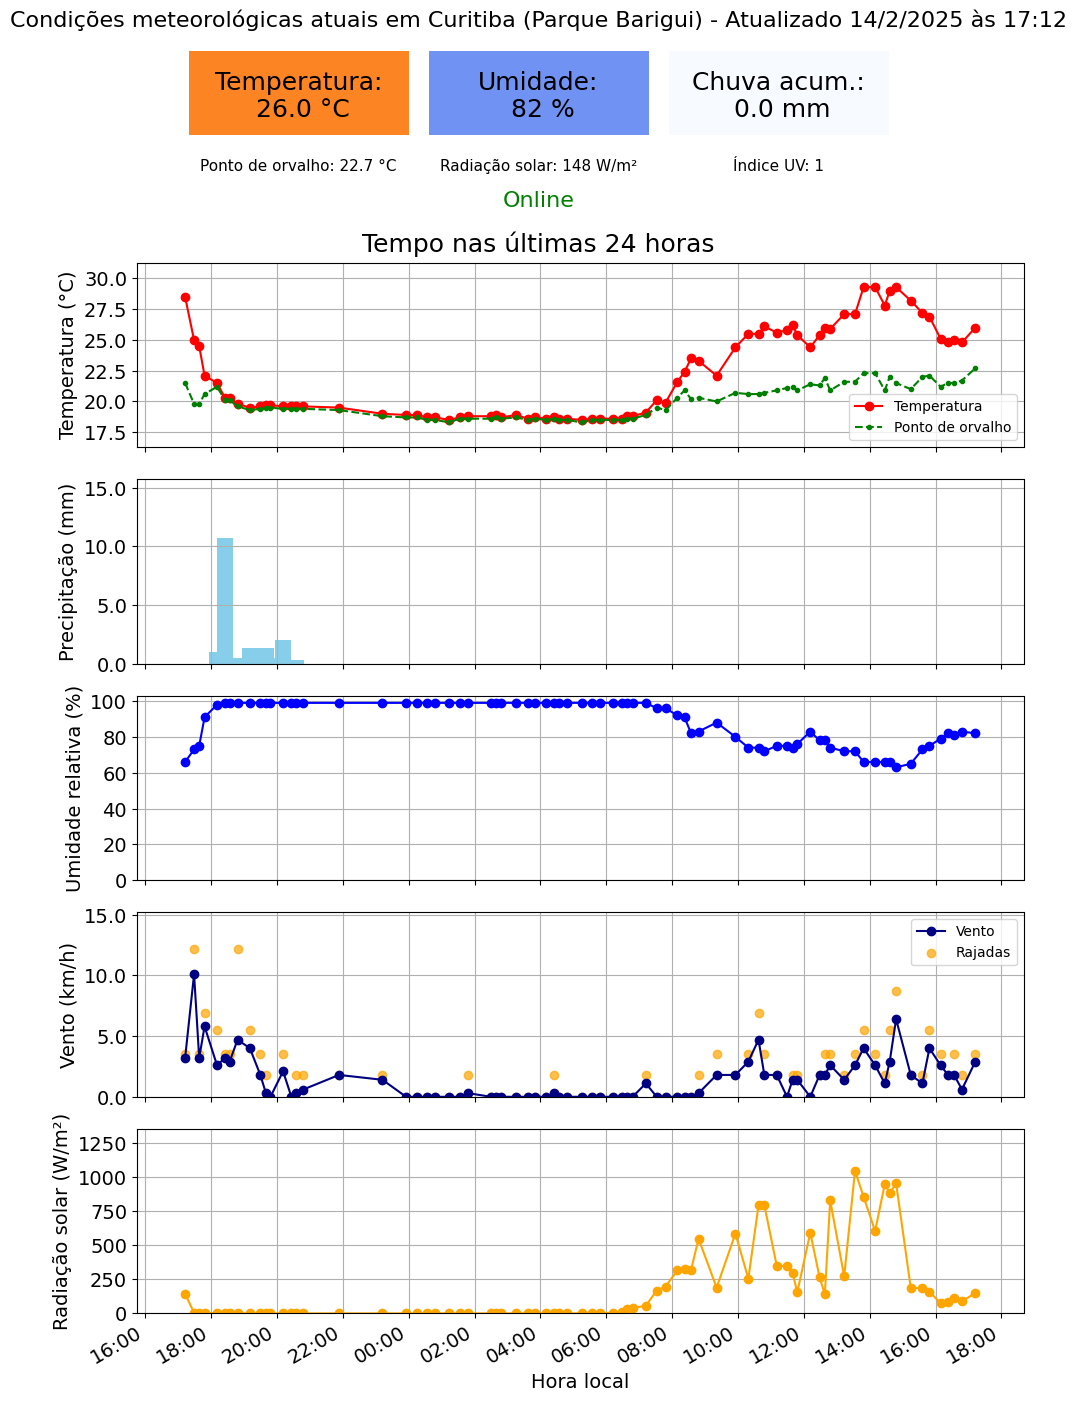 Condições meteorológicas atuais em Curitiba (Parque Barigui) - Atualizado 14/2/2025 às 17:12
Temperatura:
26.0 °C
Umidade:
82 %
Chuva acum.:
0.0 mm
Ponto de orvalho: 22.7 °C
Radiação solar: 148 W/m²
Índice UV: 1
Online
Tempo nas últimas 24 horas
Temperatura (°C)
30.0
27.5
25.0
22.5
20.0
17.5
Temperatura
Ponto de orvalho
Precipitação (mm)
15.0
10.0
5.0
0.0
Umidade relativa (%)
100
80
60
40
20
0
Vento (km/h)
15.0
10.0
5.0
0.0
Vento
Rajadas
Radiação solar (W/m²)
1250
1000
750
500
250
0
16:00
18:00
20:00
22:00
00:00
02:00
04:00
06:00
08:00
10:00
12:00
14:00
16:00
18:00
Hora local